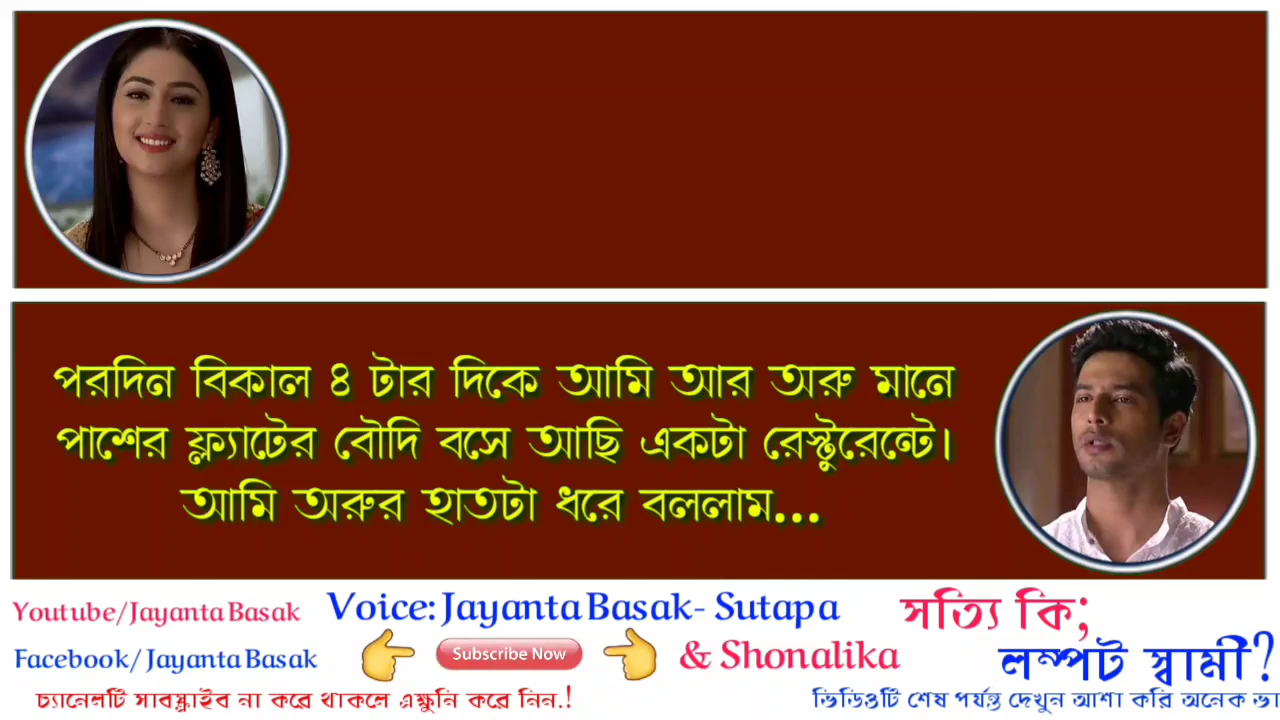 পরদিন বিকাল ৪ টার দিকে আমি আর অরু মানে
পাশের ফ্ল্যাটের বৌদি বসে আছি একটা রেস্টুরেন্টে।
আমি অরুর হাতটা ধরে বললাম...
Youtube/Jayanta Basak
Voice: Jayanta Basak- Sutapa
সত্যি কি;
Facebook/ Jayanta Basak
Subscribe Now
& Shonalika
লম্পট স্বামী?
চ্যানেলটি সাবস্ক্রাইব না করে থাকলে এক্ষুনি করে নিন.!
ভিডিওটি শেষ পর্যন্ত দেখুন আশা করি অনেক ভা